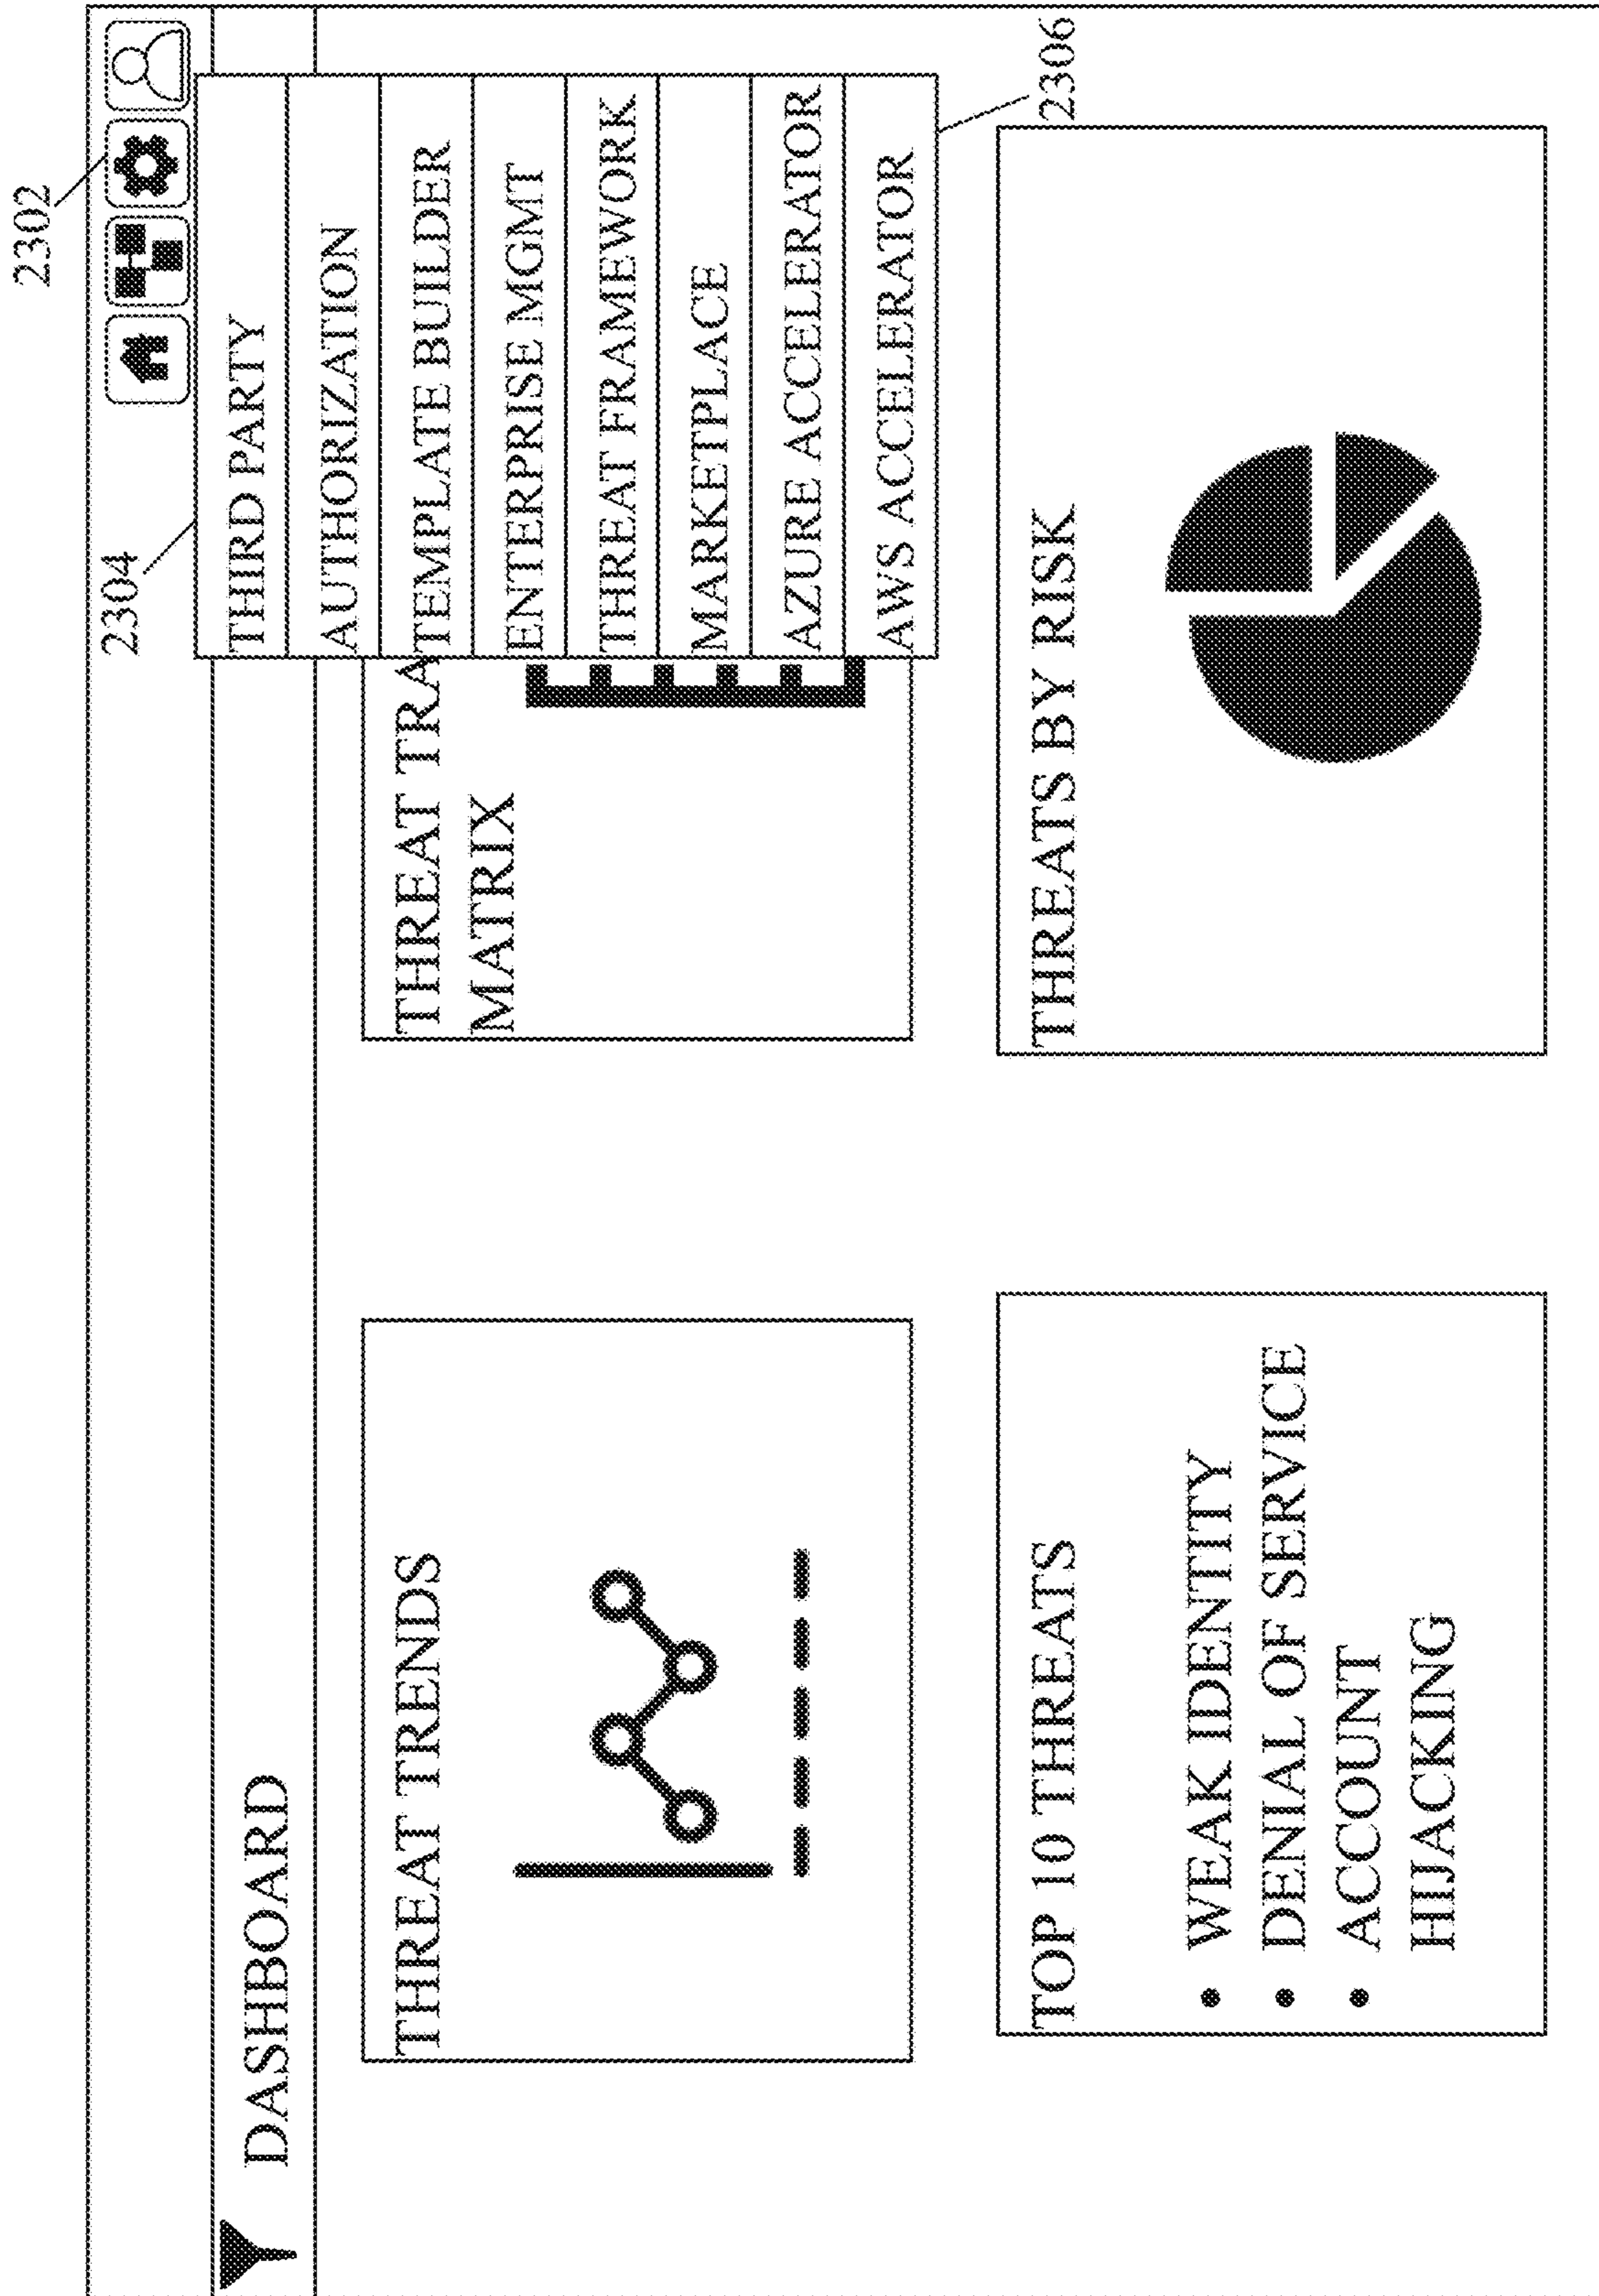 2302
2304
DASHBOARD
THIRD PARTY
AUTHORIZATION
TEMPLATE BUILDER
ENTERPRISE MGMT
THREAT FRAMEWORK
MARKETPLACE
AZURE ACCELERATOR
AWS ACCELERATOR
2306
THREAT TRENDS
THREAT TRA
MATRIX
TOP 10 THREATS
• WEAK IDENTITY
• DENIAL OF SERVICE
• ACCOUNT
HIJACKING
THREATS BY RISK